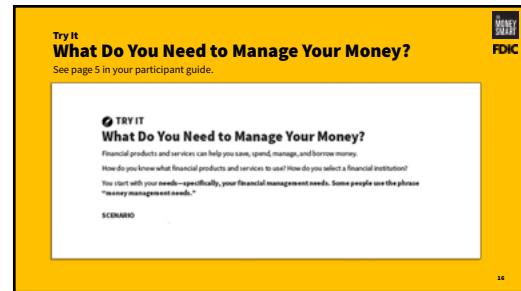 MONEY
SMART
FDIC
Try It
What Do You Need to Manage Your Money?
See page 5 in your participant guide.
TRY IT
What Do You Need to Manage Your Money?
Financial products and services can help you save, spend, manage, and borrow money.
How do you know what financial products and services to use? How do you select a financial institution?
You start with your needs—specifically, your financial management needs. Some people use the phrase
“money management needs.”
SCENARIO
16